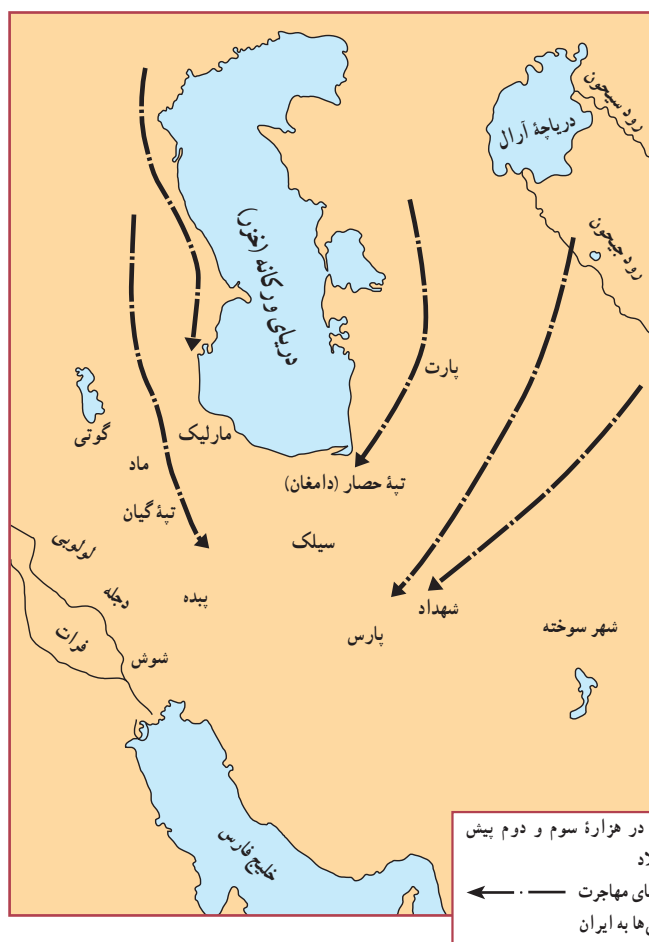 رود سیحون
دریاچهٔ آرال
رود جیحون
دریای ورکانه (خزر)
پارت
مارلیک
گوتی
ماد
تپهٔ حصار (دامغان)
تپهٔ گیان
سیلک
لولوبی
دجله
پیده
شهداد
فرات
شوش
پارس
شهر سوخته
خلیج فارس
در هزارهٔ سوم و دوم پیش
لاد
ای مهاجرت
ی‌ها به ایران